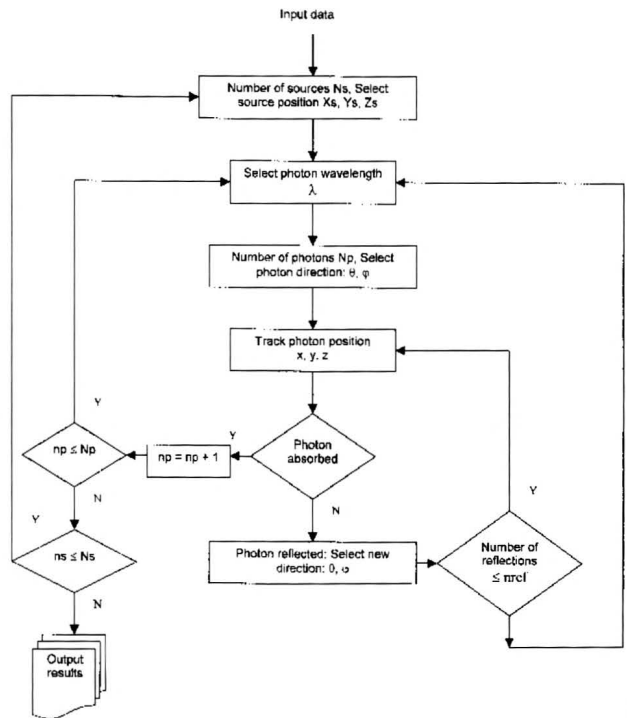 Input data
Number of sources Ns, Select
source position Xs, Ys, Zs
Select photon wavelength
λ
Number of photons Np, Select
photon direction: θ, φ
Track photon position
x, y, z
Y
Y
np ≤ Np
np = np + 1
Photon
absorbed
Y
N
N
Y
ns ≤ Ns
Photon reflected: Select new
direction: θ, φ
Number of
reflections
≤ nref
N
Output
results